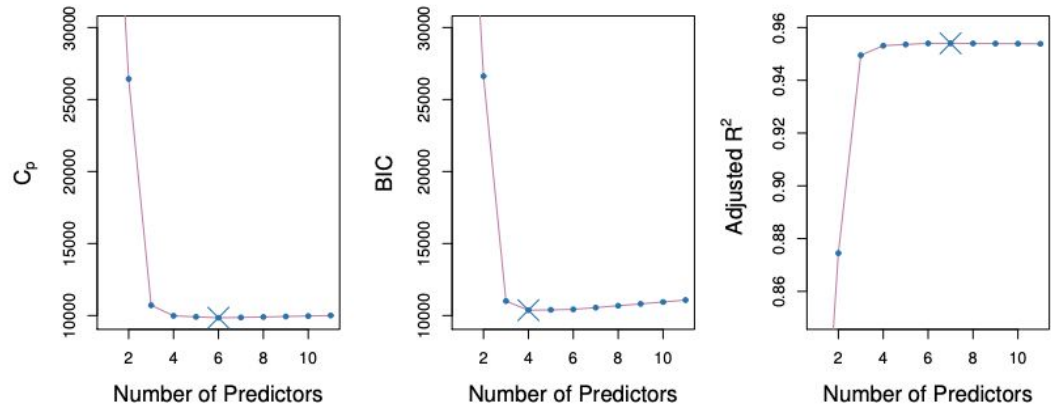 C_p
30000
25000
20000
15000
10000
2 4 6 8 10
Number of Predictors
BIC
30000
25000
20000
15000
10000
2 4 6 8 10
Number of Predictors
Adjusted R²
0.96
0.94
0.92
0.90
0.88
0.86
2 4 6 8 10
Number of Predictors